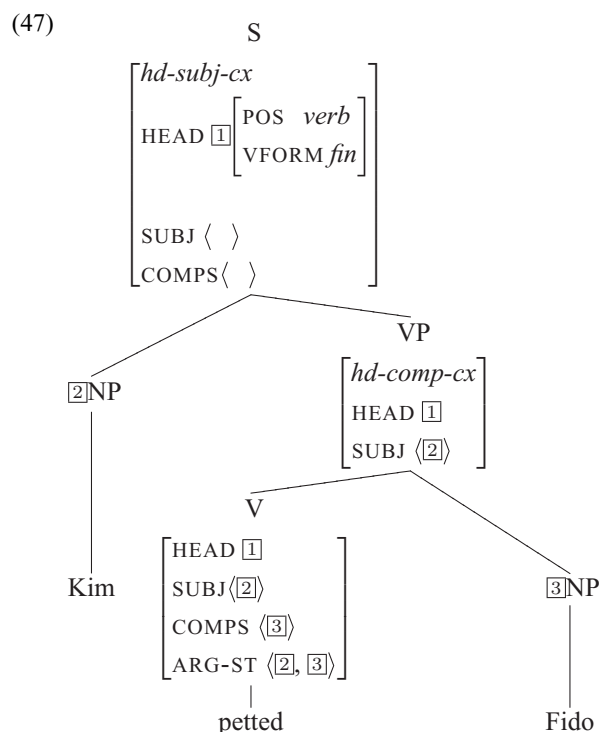 (47)
S
hd-subj-cx
HEAD 1 POS verb
VFORM fin
SUBJ ⟨ ⟩
COMPS⟨ ⟩
VP
2NP
hd-comp-cx
HEAD 1
SUBJ ⟨2⟩
V
HEAD 1
SUBJ⟨2⟩
COMPS ⟨3⟩
ARG-ST ⟨2, 3⟩
Kim
3NP
petted
Fido